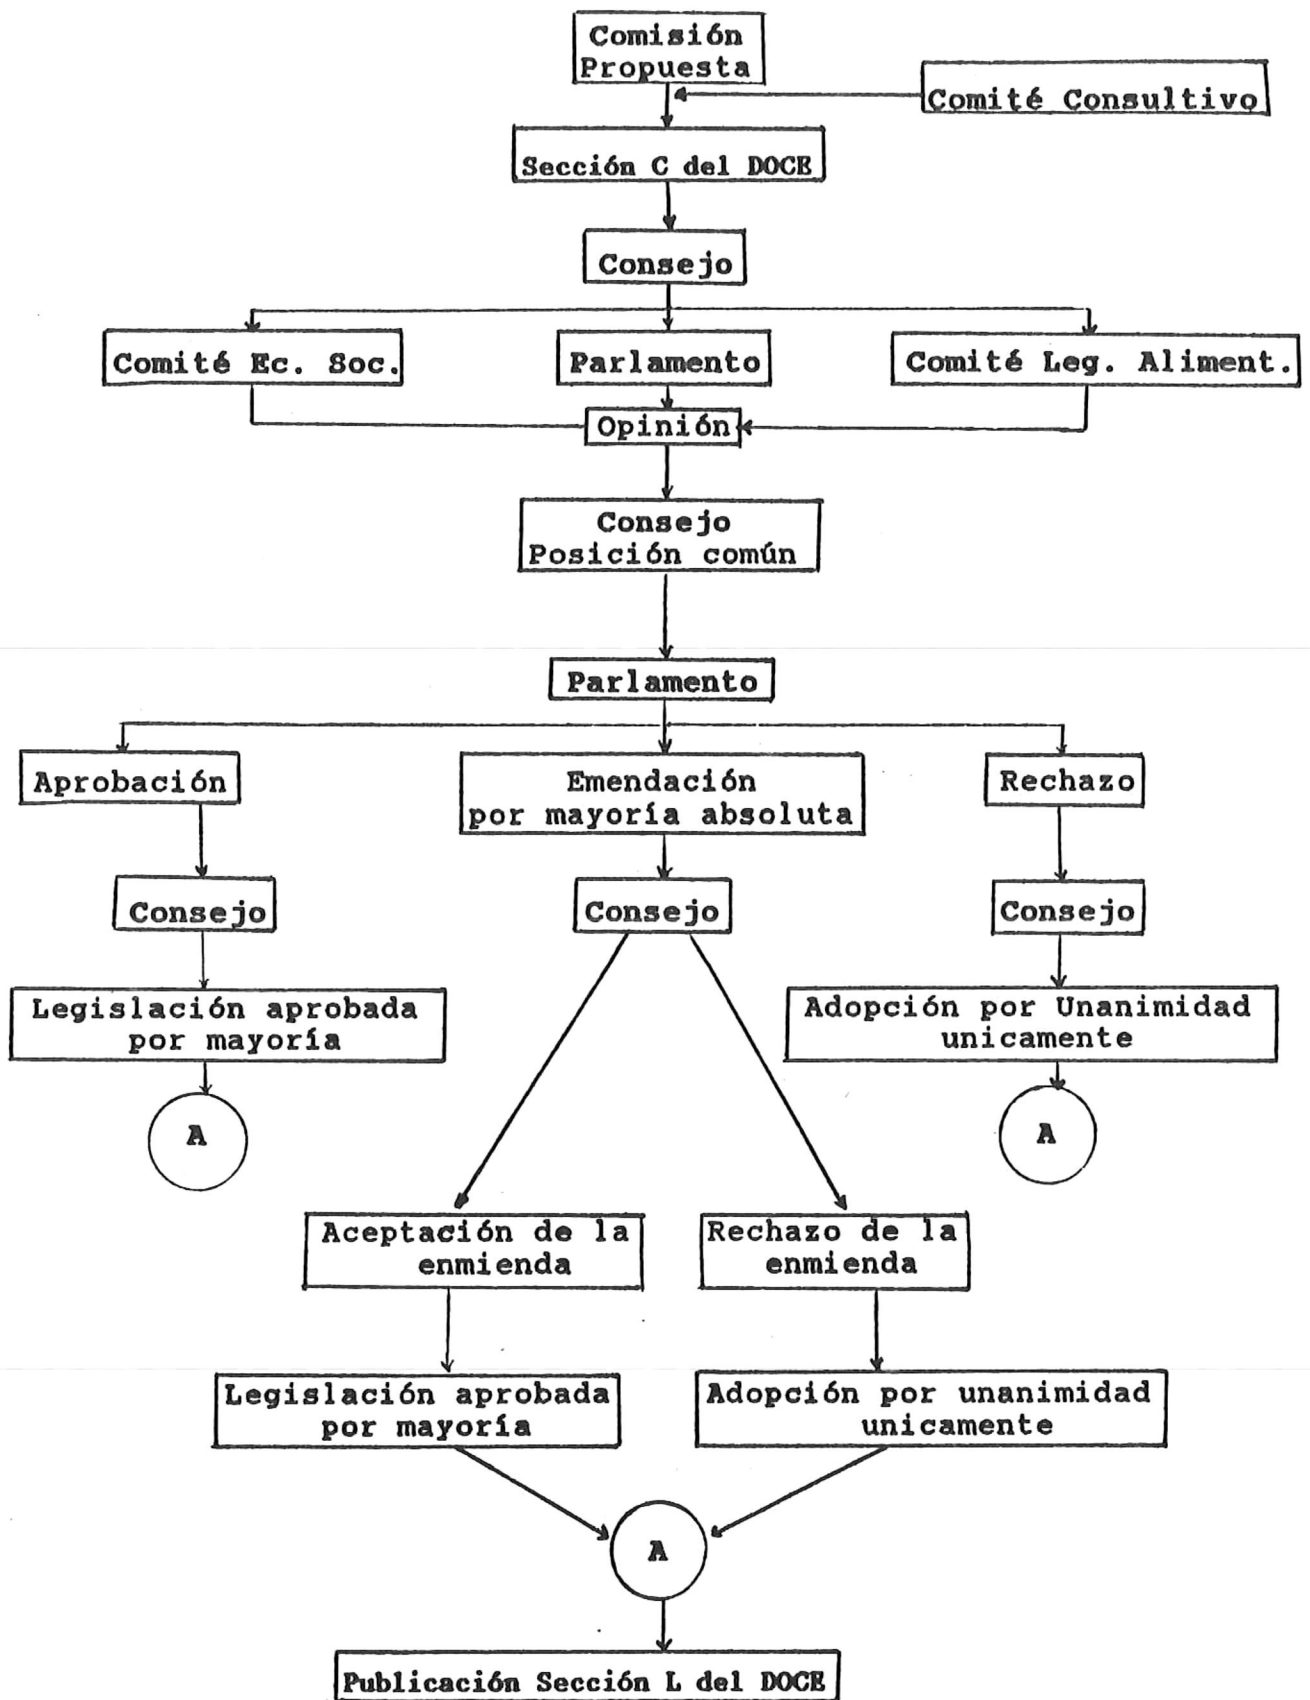 Comisión
Propuesta
Comité Consultivo
Sección C del DOCE
Consejo
Comité Ec. Soc.
Parlamento
Comité Leg. Aliment.
Opinión
Consejo
Posición común
Parlamento
Aprobación
Emendación
por mayoría absoluta
Rechazo
Consejo
Consejo
Consejo
Legislación aprobada
por mayoría
Adopción por Unanimidad
unicamente
A
A
Aceptación de la
enmienda
Rechazo de la
enmienda
Legislación aprobada
por mayoría
Adopción por unanimidad
unicamente
A
Publicación Sección L del DOCE